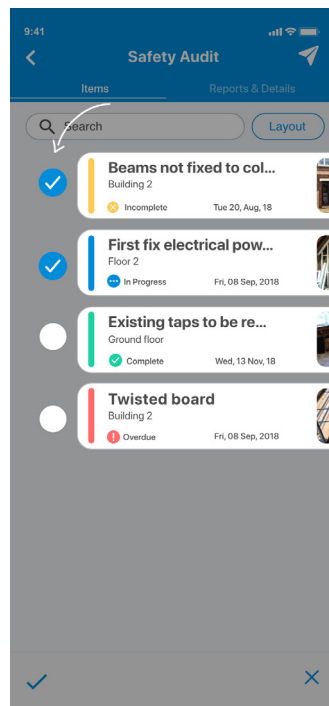 9:41
Safety Audit
Items
Reports & Details
Search
Layout
Beams not fixed to col...
Building 2
Incomplete
Tue 20, Aug, 18
First fix electrical pow...
Floor 2
In Progress
Fri, 08 Sep, 2018
Existing taps to be re...
Ground floor
Complete
Wed, 13 Nov, 18
Twisted board
Building 2
Overdue
Fri, 08 Sep, 2018